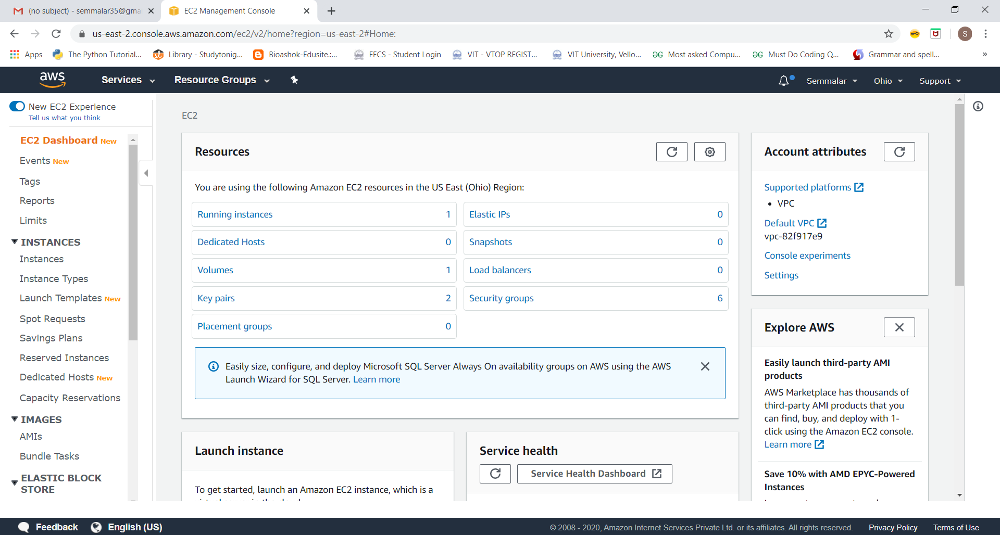 (no subject) - semmalar35@gmai
EC2 Management Console
us-east-2.console.aws.amazon.com/ec2/v2/home?region=us-east-2#Home:
S
Apps
The Python Tutorial...
Library - Studytonig...
Bioashok-Edusite:...
FFCS - Student Login
VIT - VTOP REGIST...
VIT University, Vello...
Most asked Compu...
Must Do Coding Q...
Grammar and spell...
»
aws
Services
Resource Groups
Semmalar
Ohio
Support
New EC2 Experience
Tell us what you think
EC2 Dashboard New
Events New
Tags
Reports
Limits
INSTANCES
Instances
Instance Types
Launch Templates New
Spot Requests
Savings Plans
Reserved Instances
Dedicated Hosts New
Capacity Reservations
IMAGES
AMIs
Bundle Tasks
ELASTIC BLOCK
STORE
EC2
Resources
You are using the following Amazon EC2 resources in the US East (Ohio) Region:
Running instances 1
Elastic IPs 0
Dedicated Hosts 0
Snapshots 0
Volumes 1
Load balancers 0
Key pairs 2
Security groups 6
Placement groups 0
Easily size, configure, and deploy Microsoft SQL Server Always On availability groups on AWS using the AWS
Launch Wizard for SQL Server. Learn more
Launch instance
To get started, launch an Amazon EC2 instance, which is a
Service health
Service Health Dashboard
Account attributes
Supported platforms
• VPC
Default VPC
vpc-82f917e9
Console experiments
Settings
Explore AWS
Easily launch third-party AMI
products
AWS Marketplace has thousands of
third-party AMI products that you
can find, buy, and deploy with 1-
click using the Amazon EC2 console.
Learn more
Save 10% with AMD EPYC-Powered
Instances
Feedback
English (US)
© 2008 - 2020, Amazon Internet Services Private Ltd. or its affiliates. All rights reserved.
Privacy Policy
Terms of Use